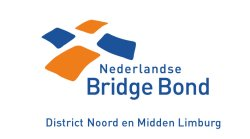 Nederlandse
Bridge Bond
District Noord en Midden Limburg